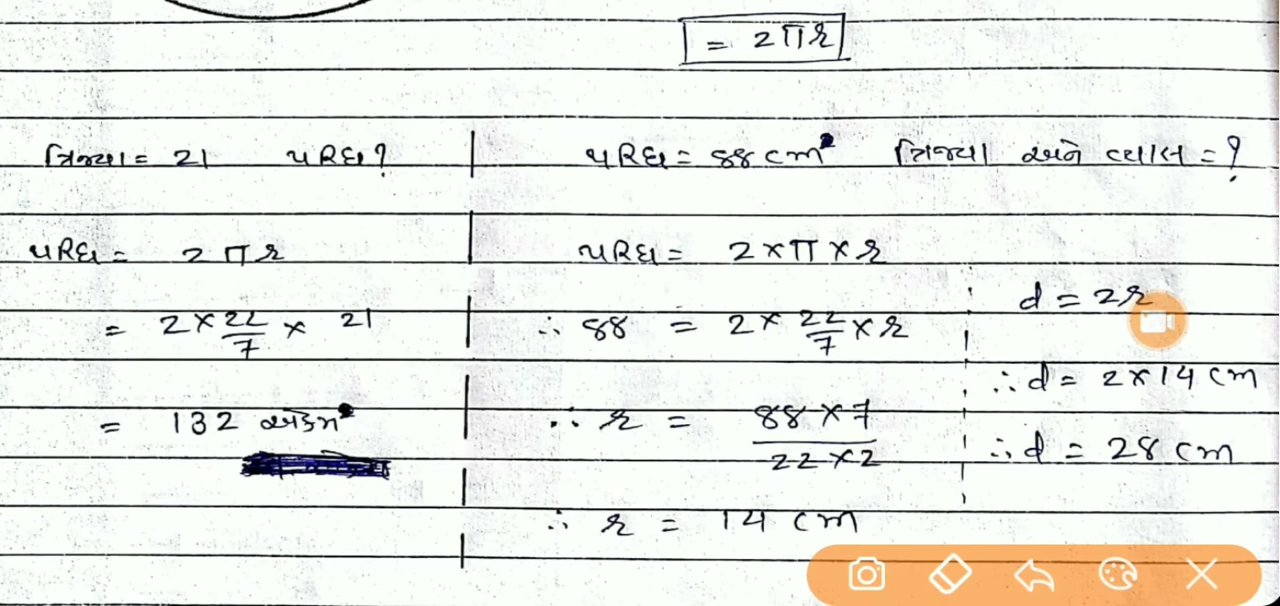 = 2πr
ત્રિજ્યા = 21 પરિઘ?
પરિઘ = 2πr
= 2 × 22/7 × 21
= 132 એકમ
પરિઘ = 88 cm ત્રિજ્યા અને વ્યાસ = ?
પરિઘ = 2 × π × r
∴ 88 = 2 × 22/7 × r
∴ r = 88 × 7 / 22 × 2
∴ r = 14 cm
d = 2r
∴ d = 2 × 14 cm
∴ d = 28 cm